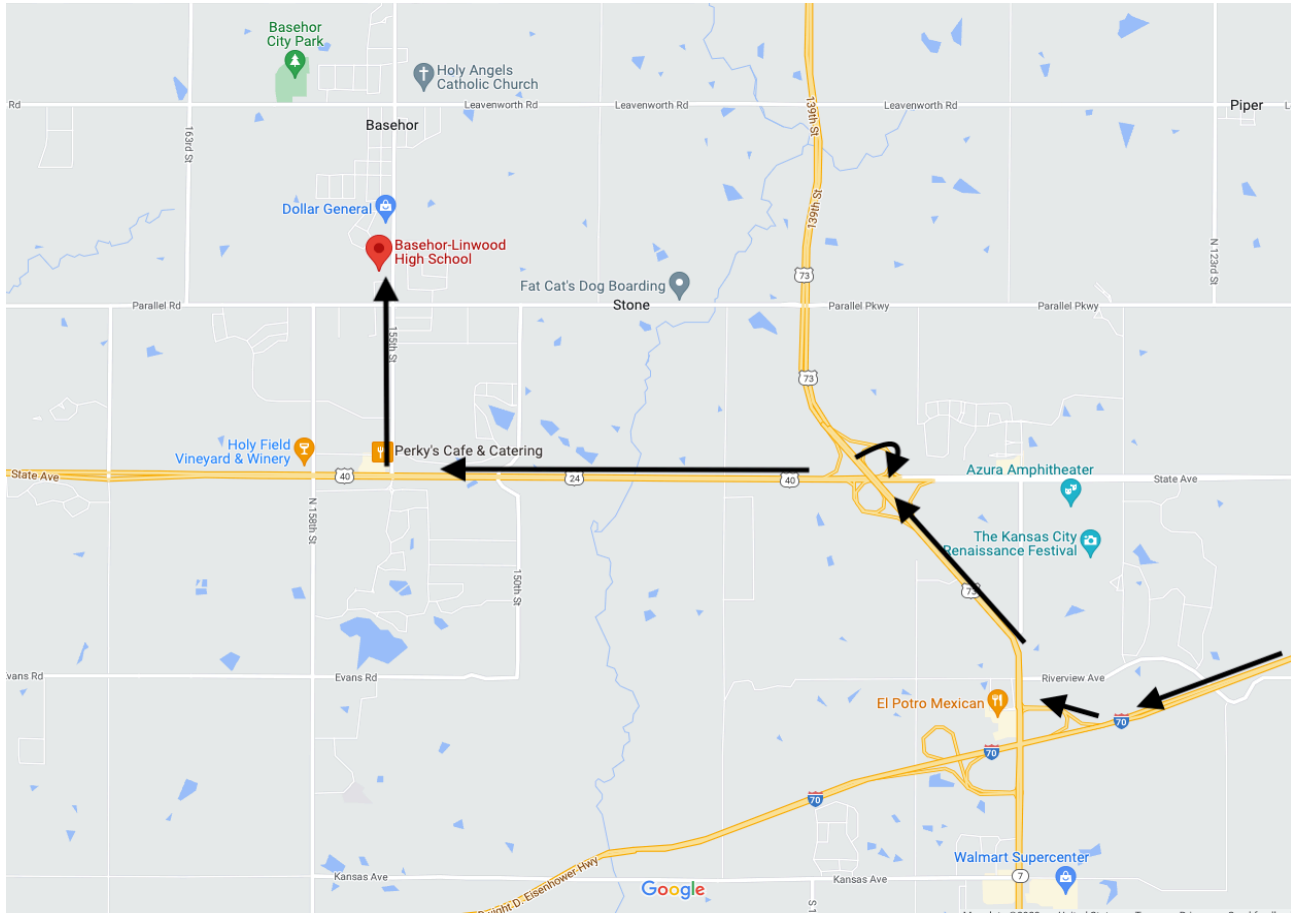 Basehor
City Park
Holy Angels
Catholic Church
Rd
Leavenworth Rd
Leavenworth Rd
139th St
Leavenworth Rd
Piper
Basehor
163rd St
Dollar General
139th St
Basehor-Linwood
High School
N 123rd St
73
Fat Cat's Dog Boarding
Parallel Rd
Stone
Parallel Pkwy
Parallel Pkwy
155th St
73
Holy Field
Vineyard & Winery
Perky's Cafe & Catering
Azura Amphitheater
State Ave
40
24
40
State Ave
N 158th St
The Kansas City
Renaissance Festival
150th St
73
Evans Rd
Riverview Ave
El Potro Mexican
70
70
70
Walmart Supercenter
Kansas Ave
Dwight D. Eisenhower Hwy
Google
Kansas Ave
7